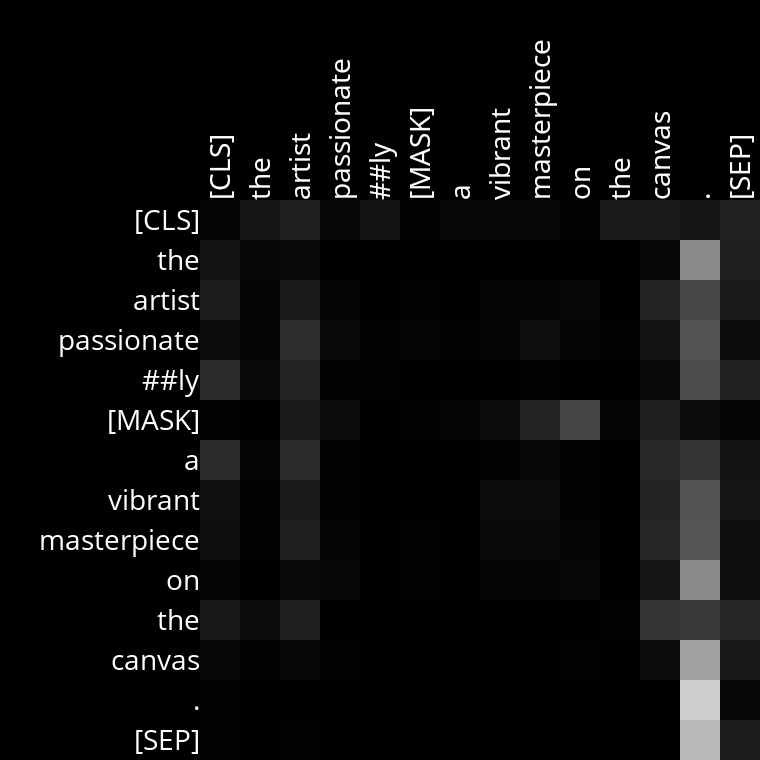 [CLS] the artist passionate ##ly [MASK] a vibrant masterpiece on the canvas . [SEP]
[CLS]
the
artist
passionate
##ly
[MASK]
a
vibrant
masterpiece
on
the
canvas
.
[SEP]